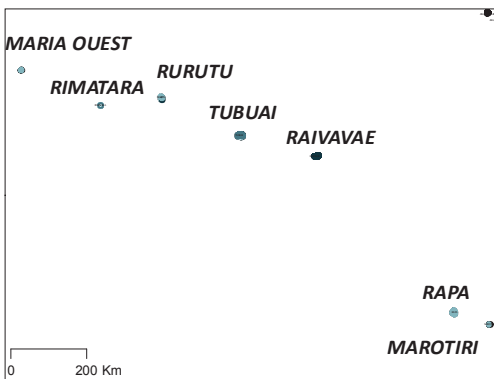 MARIA OUEST
RURUTU
RIMATARA
TUBUAI
RAIVAVAE
RAPA
MAROTIRI
0 200 Km